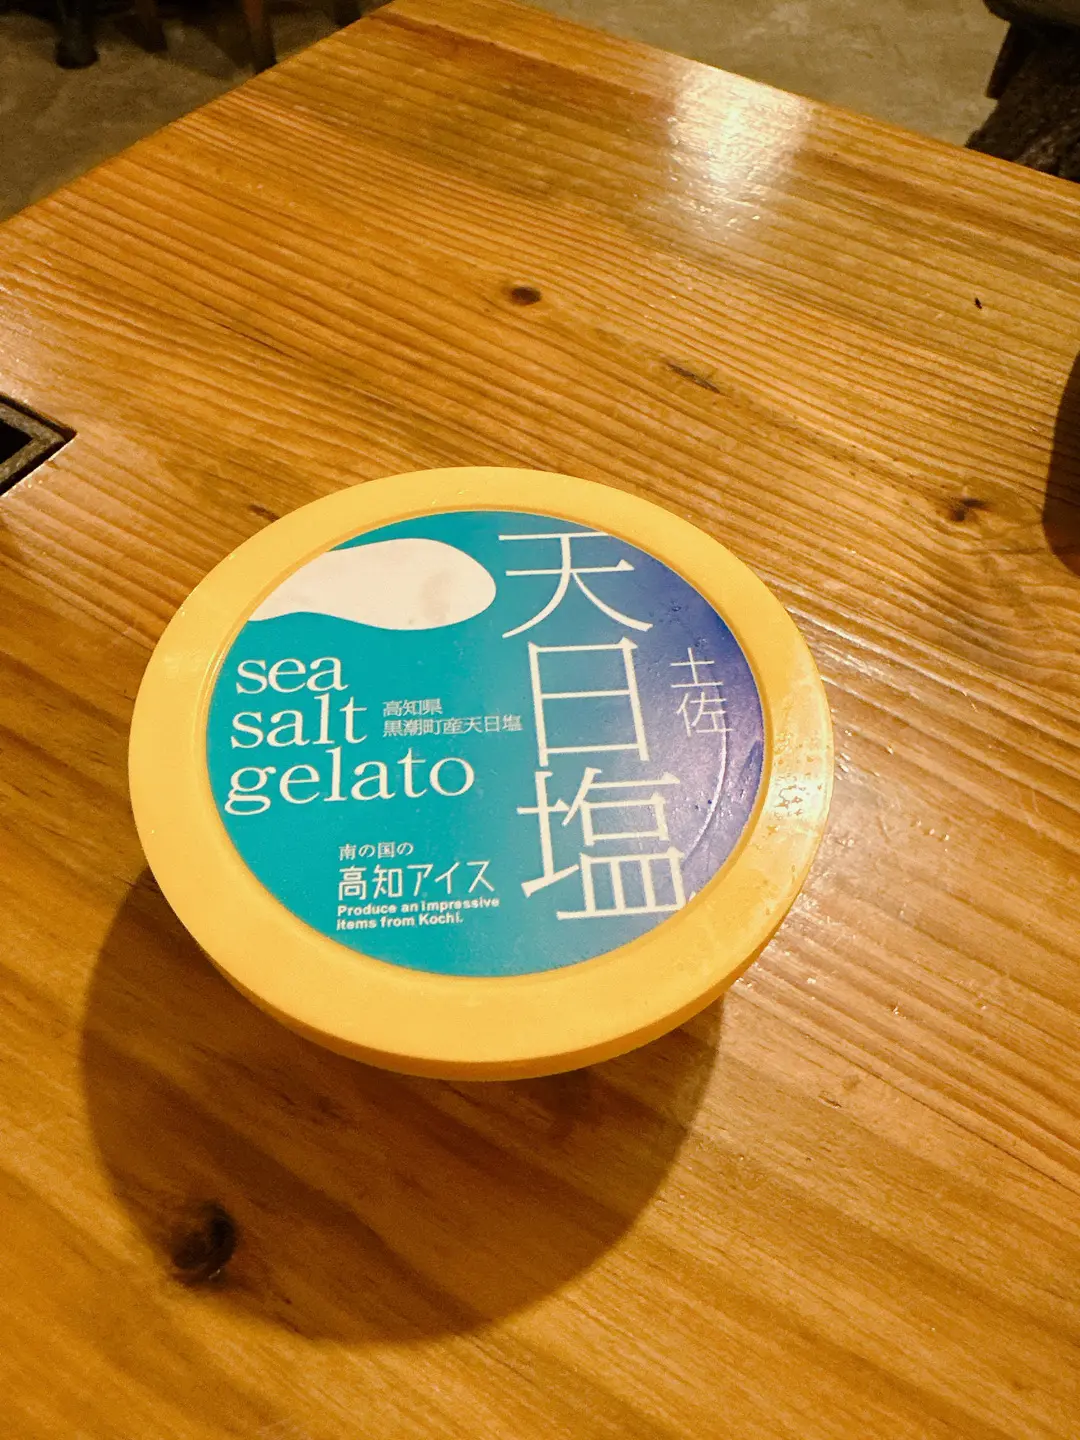 土佐
天日塩
sea
salt
gelato
高知県
黒潮町産天日塩
南の国の
高知アイス
Produce an Impressive
items from Kochi.